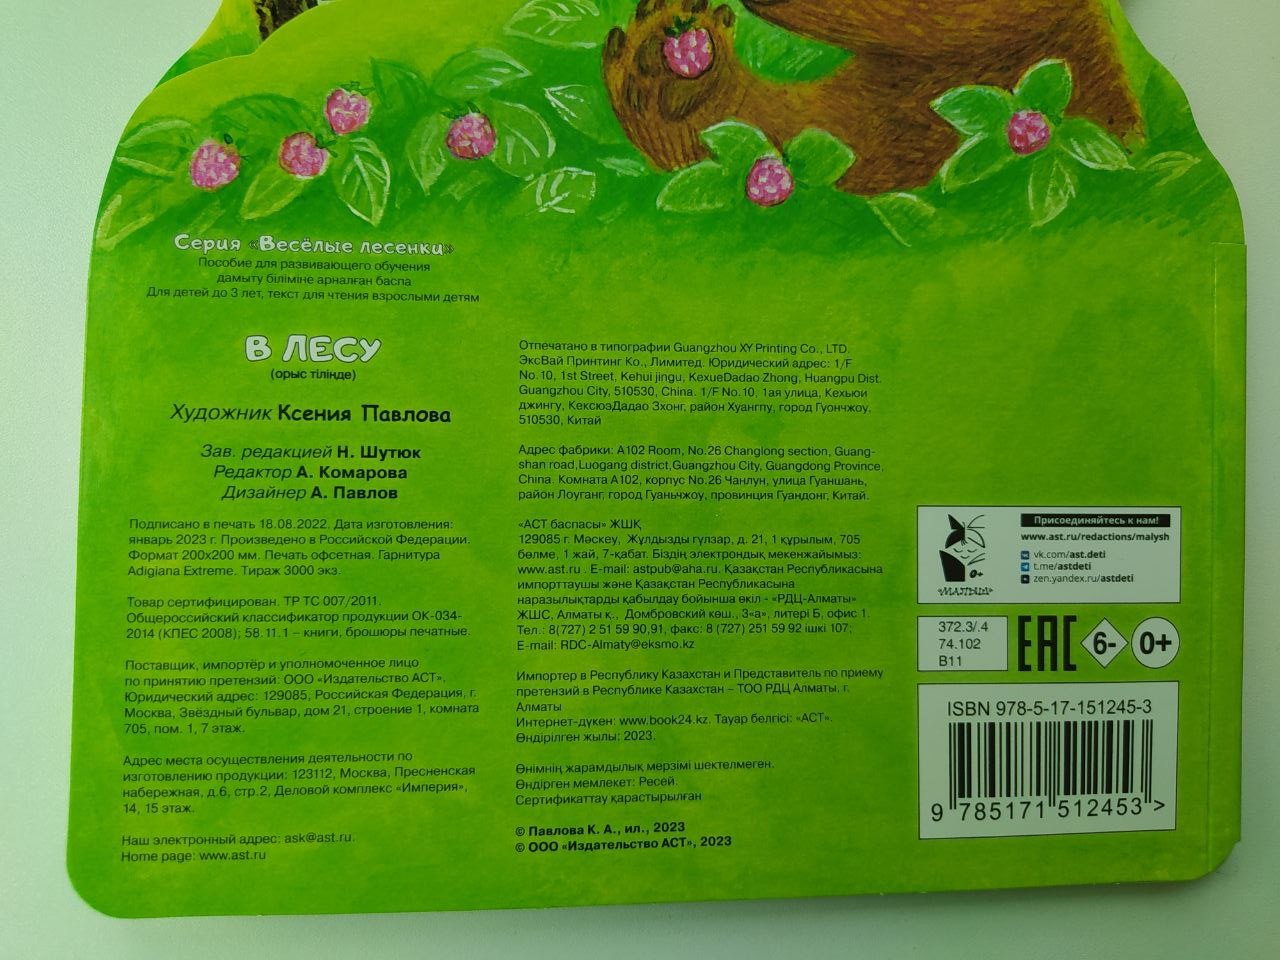 Серия «Весёлые лесенки»
Пособие для развивающего обучения
дамыту біліміне арналған баспа
Для детей до 3 лет, текст для чтения взрослыми детям
В ЛЕСУ
(орыс тілінде)
Художник Ксения Павлова
Зав. редакцией Н. Шутюк
Редактор А. Комарова
Дизайнер А. Павлов
Подписано в печать 18.08.2022. Дата изготовления:
январь 2023 г. Произведено в Российской Федерации.
Формат 200х200 мм. Печать офсетная. Гарнитура
Adigiana Extreme. Тираж 3000 экз.
Товар сертифицирован. ТР ТС 007/2011.
Общероссийский классификатор продукции ОК-034-
2014 (КПЕС 2008); 58.11.1 – книги, брошюры печатные.
Поставщик, импортёр и уполномоченное лицо
по принятию претензий: ООО «Издательство АСТ».
Юридический адрес: 129085, Российская Федерация, г.
Москва, Звёздный бульвар, дом 21, строение 1, комната
705, пом. 1, 7 этаж.
Адрес места осуществления деятельности по
изготовлению продукции: 123112, Москва, Пресненская
набережная, д.6, стр.2, Деловой комплекс «Империя»,
14, 15 этаж.
Наш электронный адрес: ask@ast.ru.
Home page: www.ast.ru
Отпечатано в типографии Guangzhou XY Printing Co., LTD.
ЭксВай Принтинг Ко., Лимитед. Юридический адрес: 1/F
No.10, 1st Street, Kehui jingu, KexueDadao Zhong, Huangpu Dist.
Guangzhou City, 510530, China. 1/F No.10, 1ая улица, Кехьюи
джингу, КексюэДадао Зхонг, район Хуангпу, город Гуончжоу,
510530, Китай
Адрес фабрики: A102 Room, No.26 Changlong section, Guang-
shan road,Luogang district,Guangzhou City, Guangdong Province,
China. Комната А102, корпус No.26 Чанлун, улица Гуаншань,
район Лоуганг, город Гуаньчжоу, провинция Гуандонг, Китай.
«АСТ баспасы» ЖШҚ
129085 г. Мәскеу, Жұлдызды гүлзар, д. 21, 1 құрылым, 705
бөлме, 1 жай, 7-қабат. Біздің электрондық мекенжайымыз:
www.ast.ru . E-mail: astpub@aha.ru. Қазақстан Республикасына
импорттаушы және Қазақстан Республикасына
наразылықтарды қабылдау бойынша өкіл - «РДЦ-Алматы»
ЖШС, Алматы қ., Домбровский көш., 3«а», литері Б, офис 1.
Тел.: 8(727) 2 51 59 90,91, факс: 8 (727) 251 59 92 ішкі 107;
E-mail: RDC-Almaty@eksmo.kz
Импортер в Республику Казахстан и Представитель по приему
претензий в Республике Казахстан – ТОО РДЦ Алматы, г.
Алматы
Интернет-дүкен: www.book24.kz. Тауар белгісі: «АСТ».
Өндірілген жылы: 2023.
Өнімнің жарамдылық мерзімі шектелмеген.
Өндірген мемлекет: Ресей.
Сертификаттау қарастырылған
© Павлова К. А., ил., 2023
© ООО «Издательство АСТ», 2023
Присоединяйтесь к нам!
www.ast.ru/redactions/malysh
vk.com/ast.deti
t.me/astdeti
zen.yandex.ru/astdeti
0+
«МАЛЫШ»
372.3/.4
74.102
В11
ЕАС
6-
0+
ISBN 978-5-17-151245-3
9 785171 512453 >